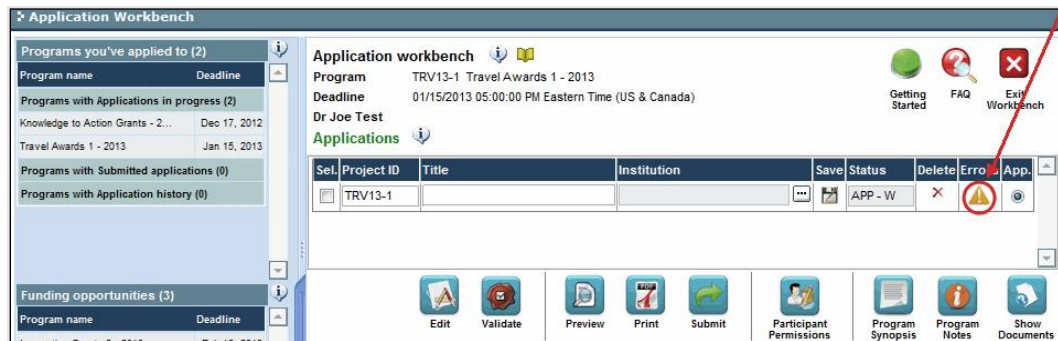 Application Workbench
Programs you've applied to (2)
Program name Deadline
Programs with Applications in progress (2)
Knowledge to Action Grants - 2... Dec 17, 2012
Travel Awards 1 - 2013 Jan 15, 2013
Programs with Submitted applications (0)
Programs with Application history (0)
Funding opportunities (3)
Program name Deadline
Application workbench
Program TRV13-1 Travel Awards 1 - 2013
Deadline 01/15/2013 05:00:00 PM Eastern Time (US & Canada)
Dr Joe Test
Applications
Getting Started
FAQ
Exit Workbench
Sel. Project ID Title Institution Save Status Delete Errors App.
TRV13-1 ... APP - W
Edit Validate Preview Print Submit Participant Permissions Program Synopsis Program Notes Show Documents